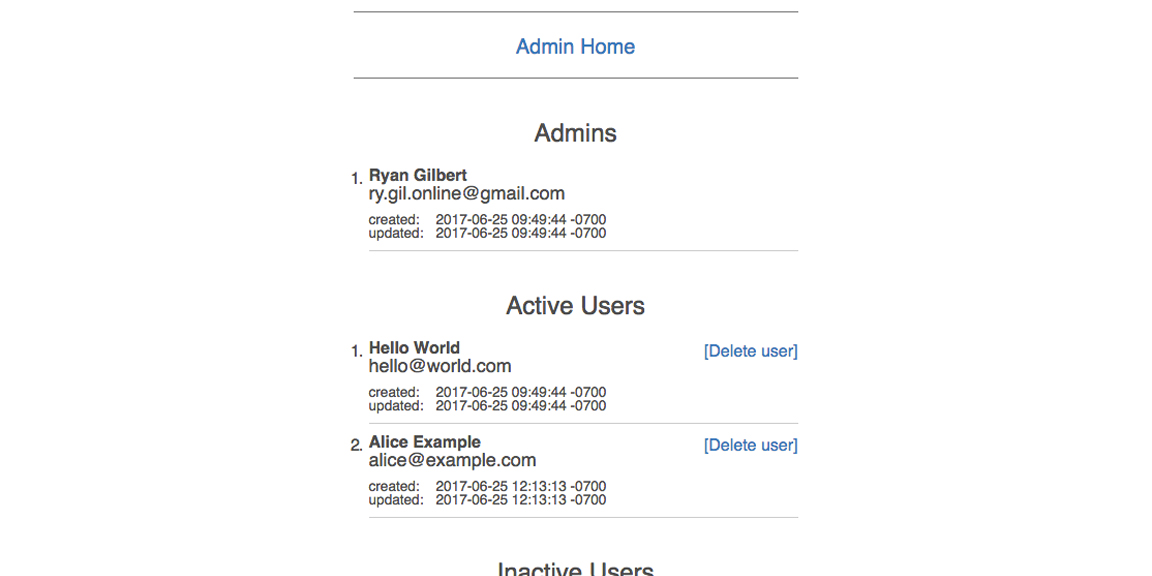 Admin Home
Admins
1. Ryan Gilbert
ry.gil.online@gmail.com
created: 2017-06-25 09:49:44 -0700
updated: 2017-06-25 09:49:44 -0700
Active Users
1. Hello World [Delete user]
hello@world.com
created: 2017-06-25 09:49:44 -0700
updated: 2017-06-25 09:49:44 -0700
2. Alice Example [Delete user]
alice@example.com
created: 2017-06-25 12:13:13 -0700
updated: 2017-06-25 12:13:13 -0700
Inactive Users